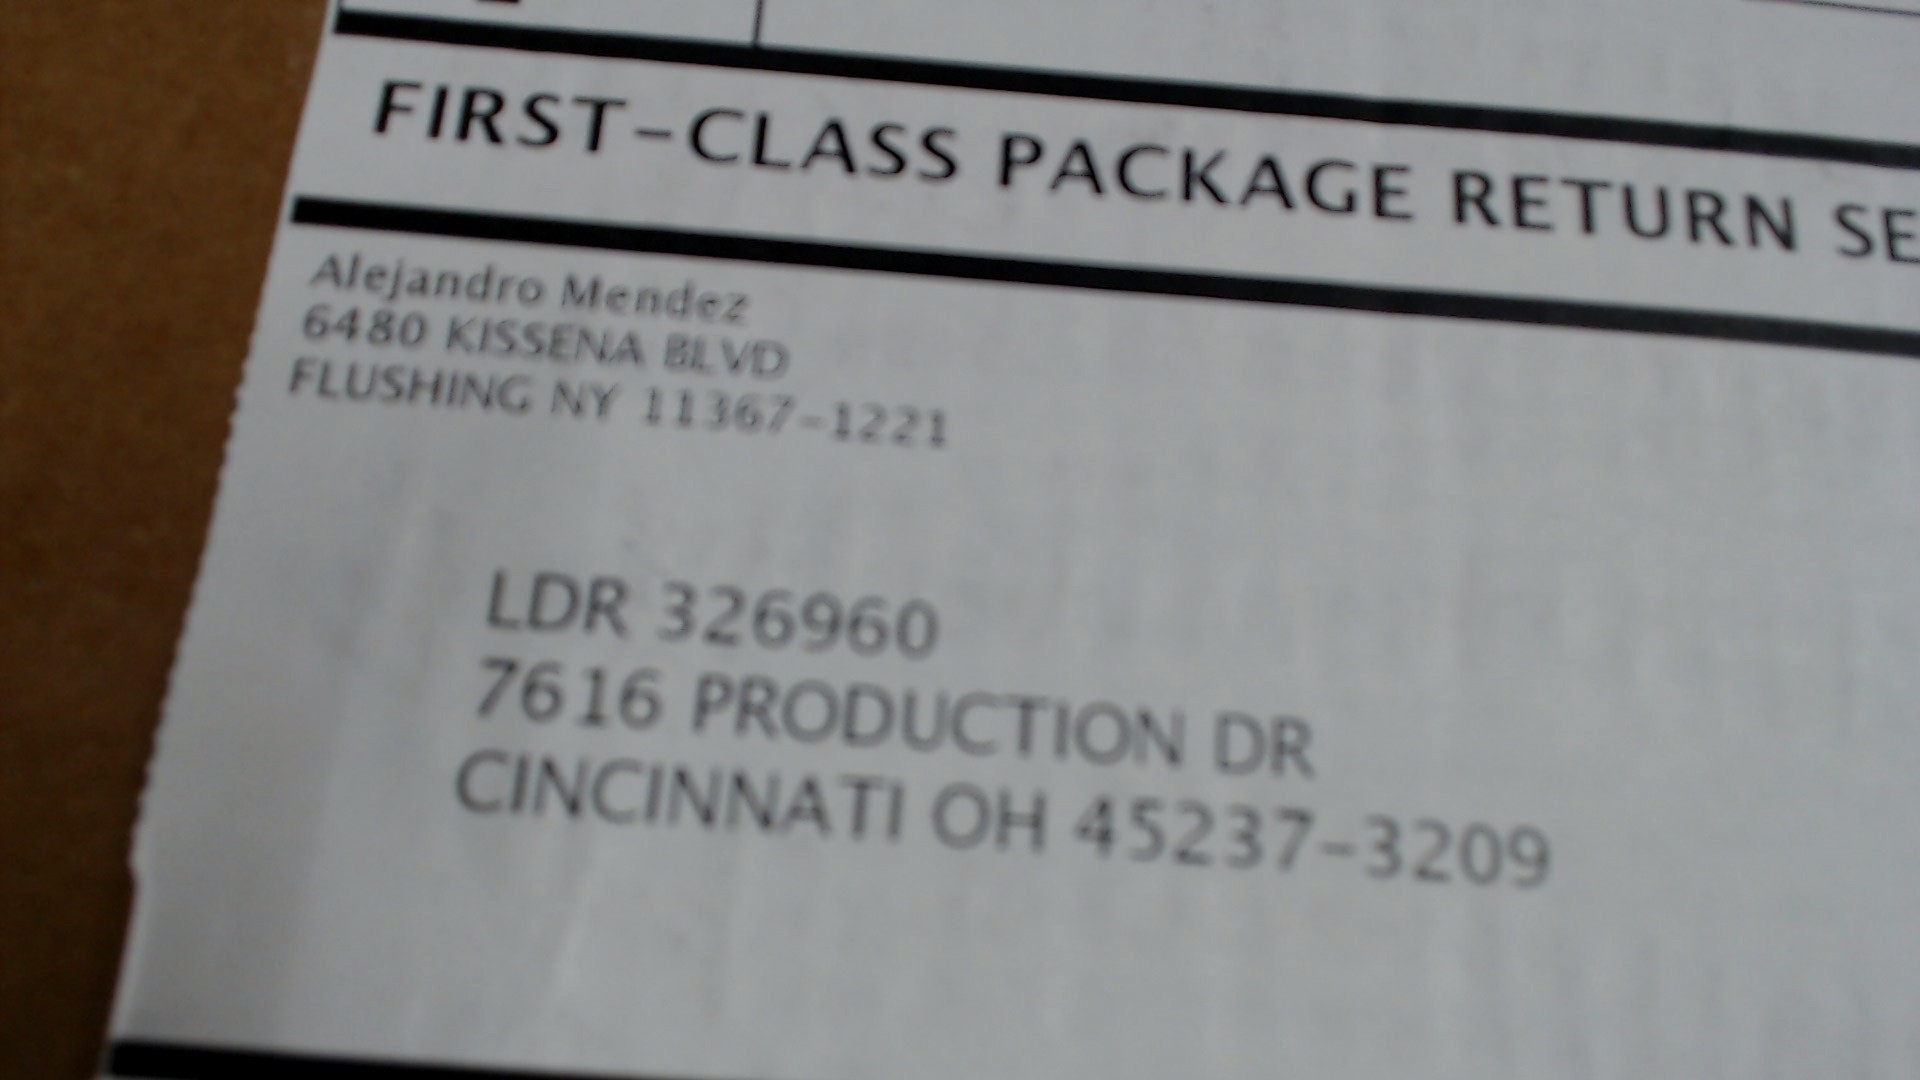 FIRST-CLASS PACKAGE RETURN SE
Alejandro Mendez
6480 KISSENA BLVD
FLUSHING NY 11367-1221
LDR 326960
7616 PRODUCTION DR
CINCINNATI OH 45237-3209